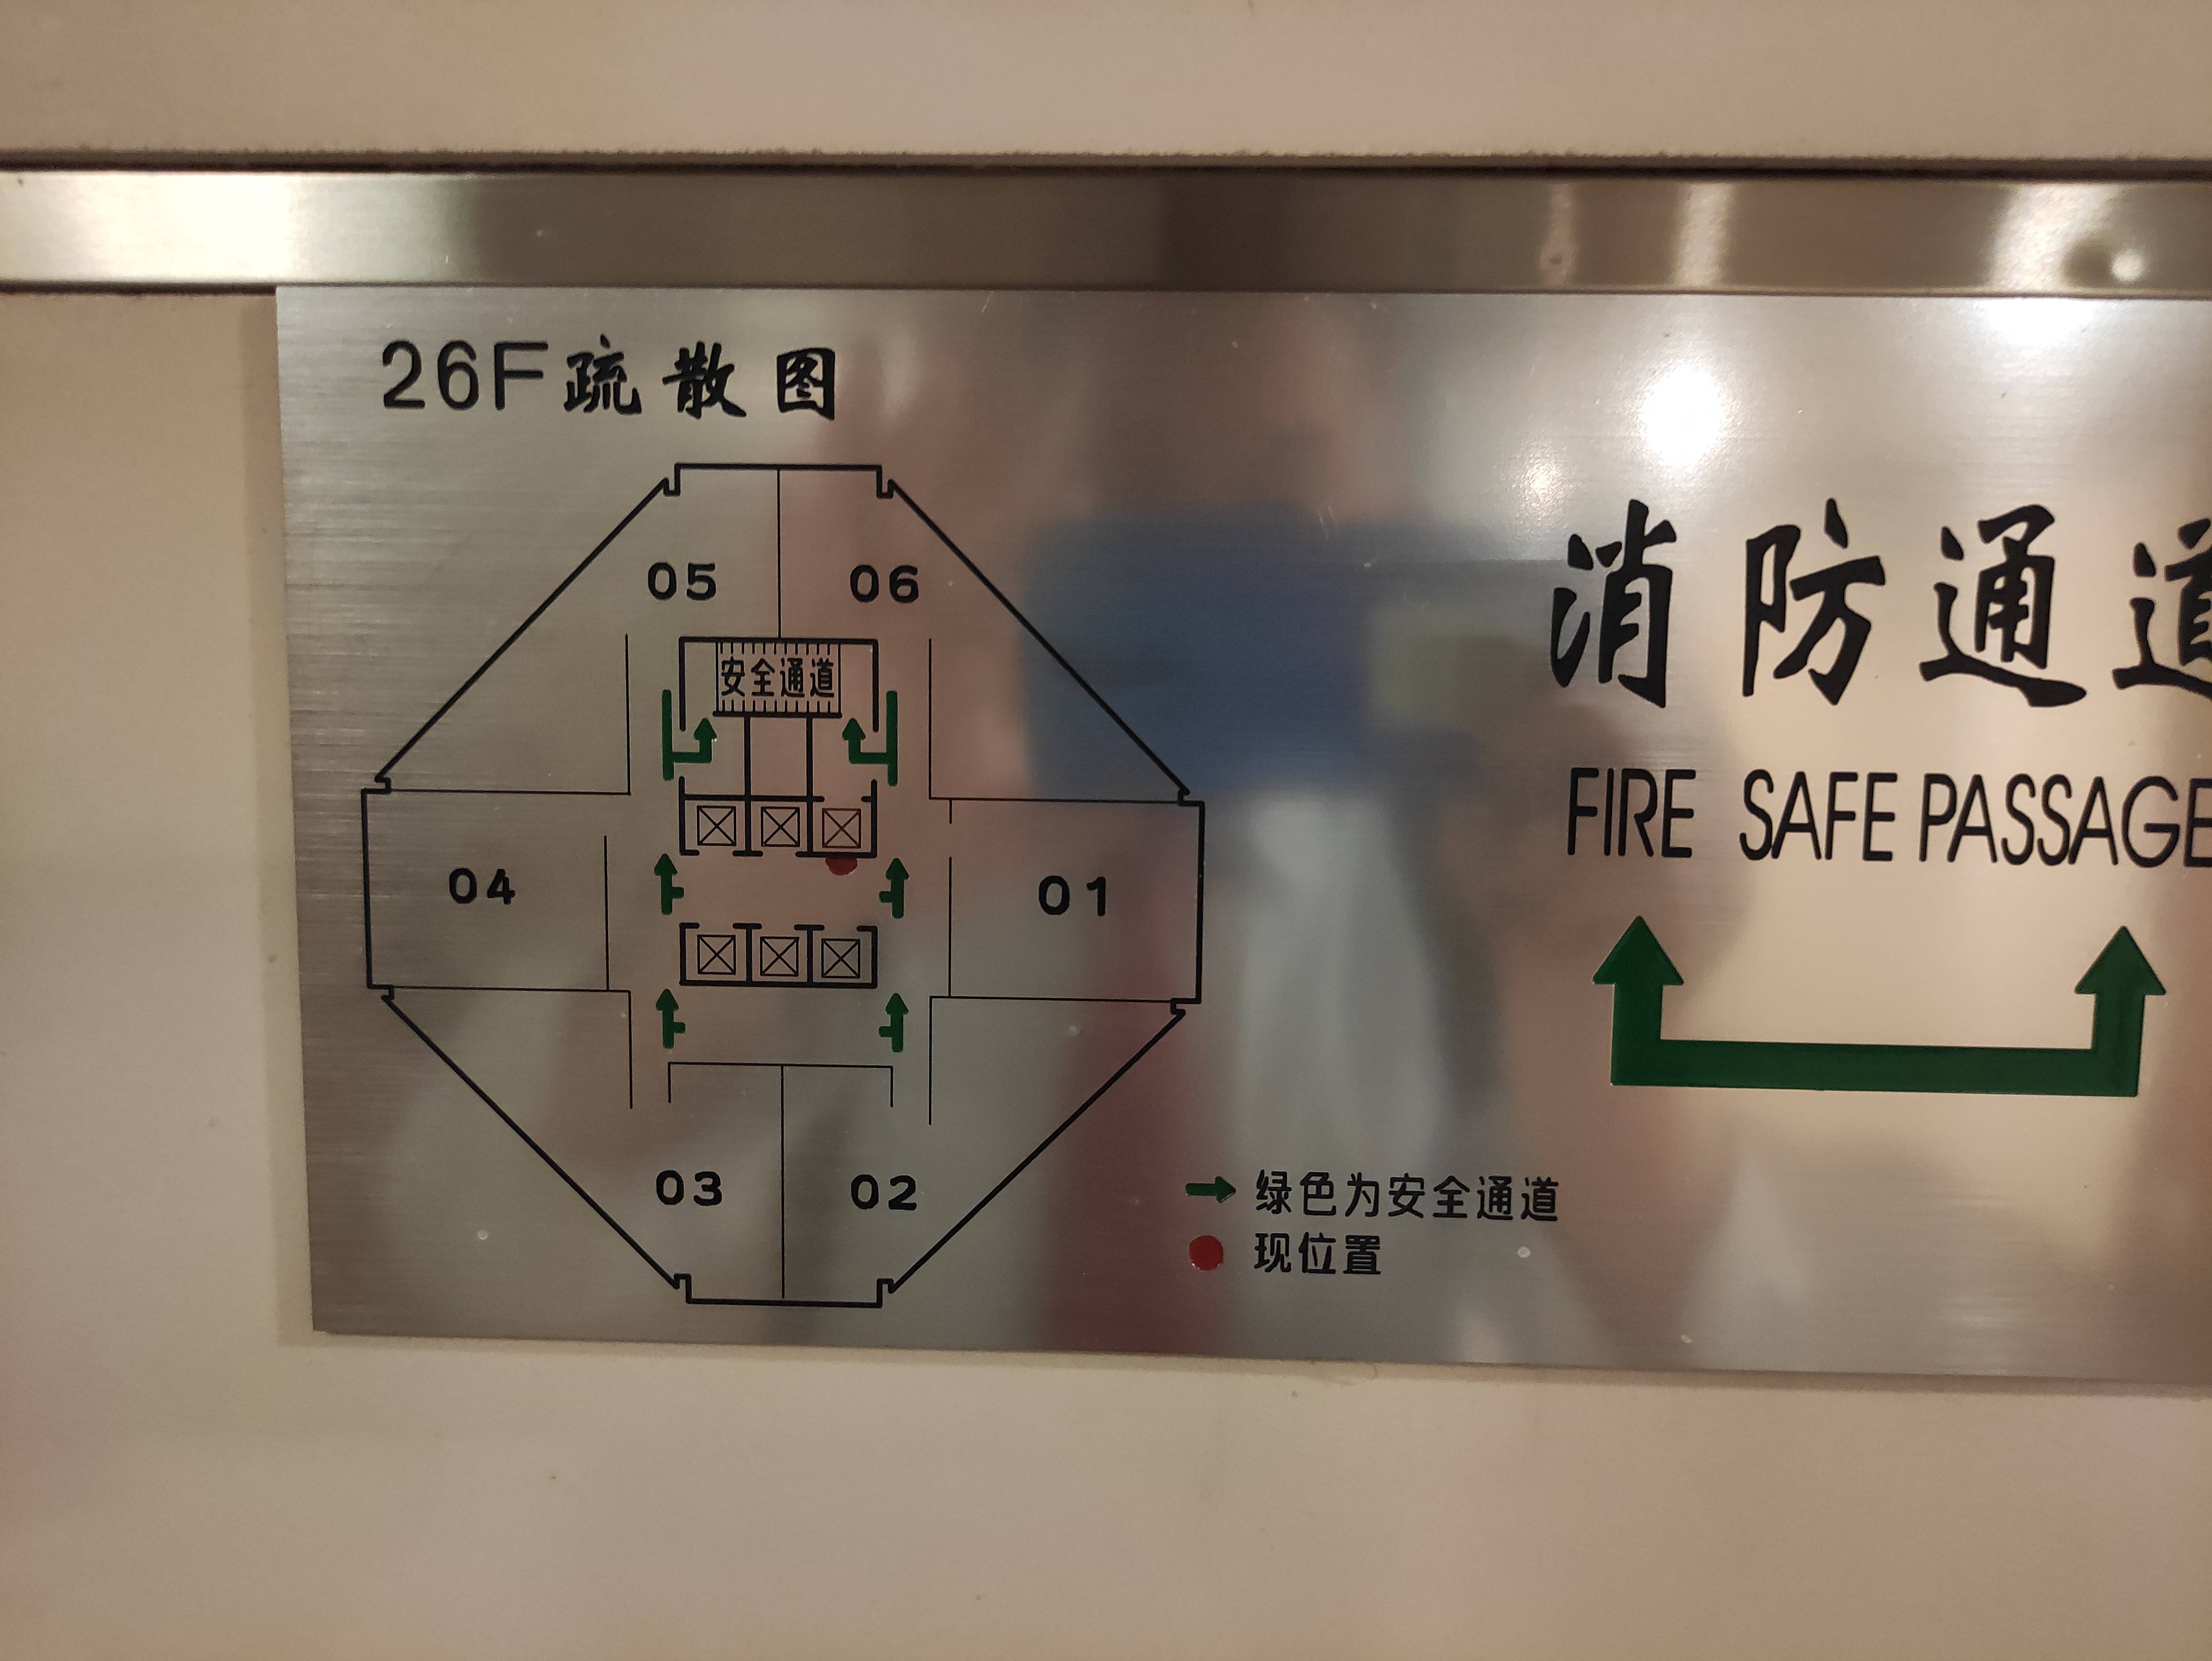 26F疏散图
05
06
安全通道
04
01
03
02
绿色为安全通道
现位置
消防通道
FIRE SAFE PASSAGE